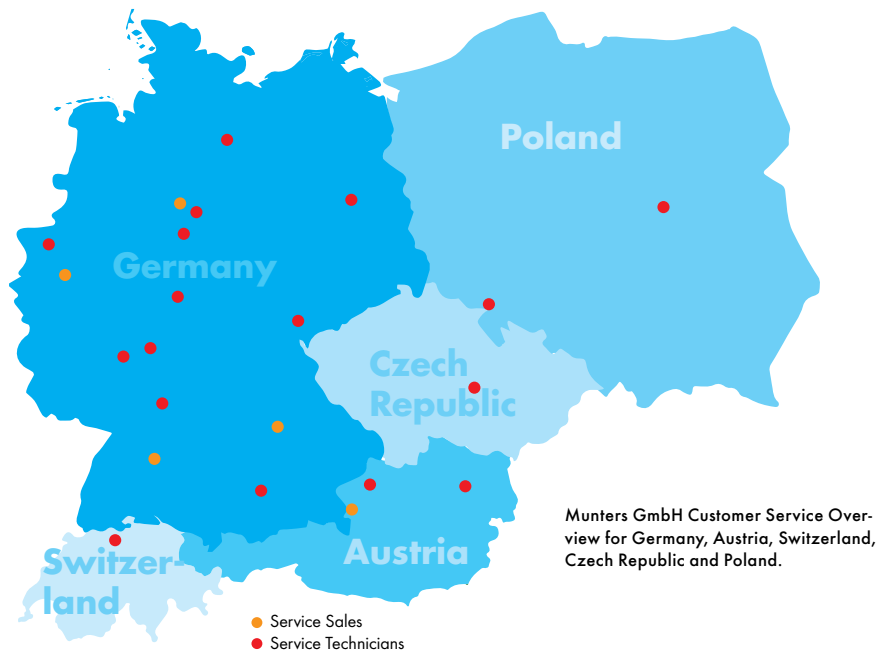 Poland
Germany
Czech
Republic
Austria
Switzer-
land
Munters GmbH Customer Service Over-
view for Germany, Austria, Switzerland,
Czech Republic and Poland.
Service Sales
Service Technicians